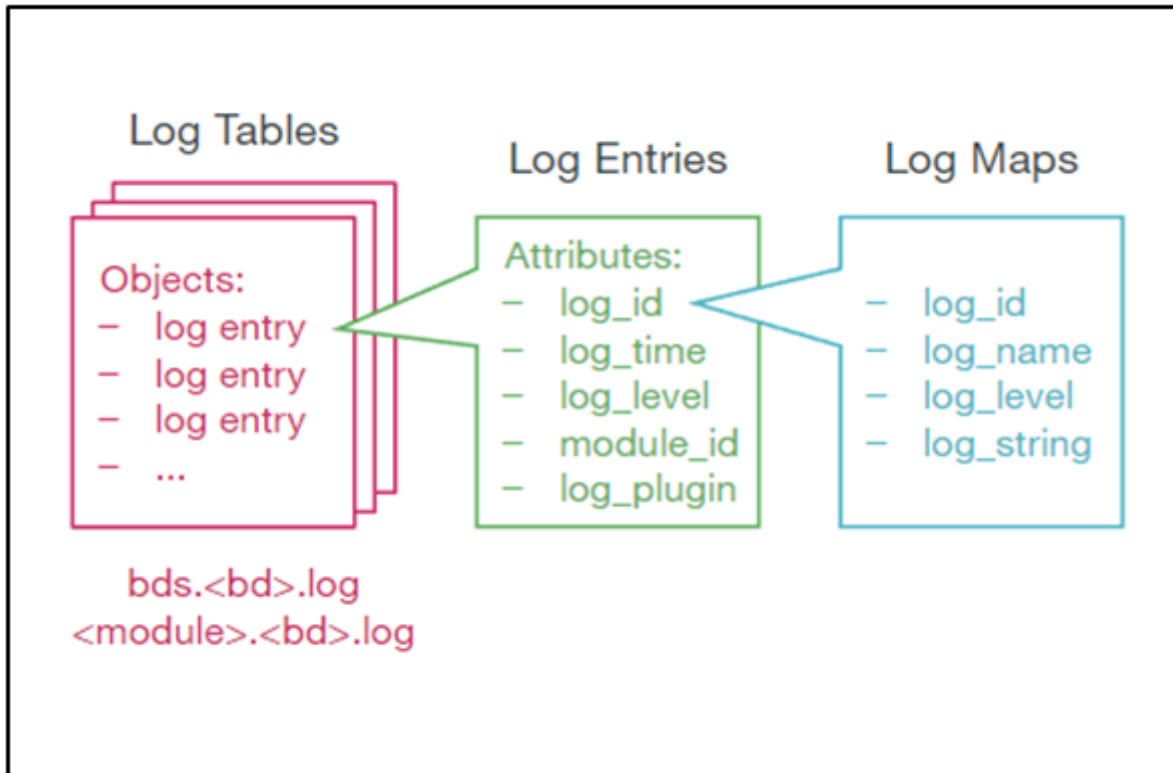 Log Tables
Objects:
– log entry
– log entry
– log entry
– ...
bds.<bd>.log
<module>.<bd>.log
Log Entries
Attributes:
– log_id
– log_time
– log_level
– module_id
– log_plugin
Log Maps
– log_id
– log_name
– log_level
– log_string